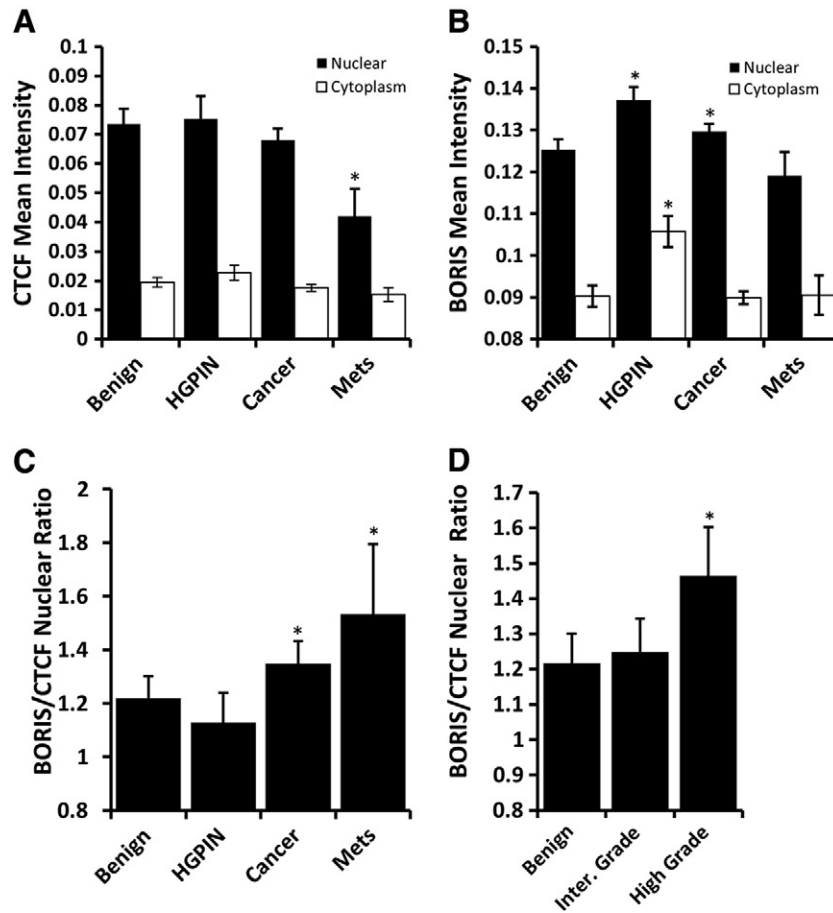 A
CTCF Mean Intensity
0.1
0.09
0.08
0.07
0.06
0.05
0.04
0.03
0.02
0.01
0
Nuclear
Cytoplasm
*
Benign
HGPIN
Cancer
Mets
B
BORIS Mean Intensity
0.15
0.14
0.13
0.12
0.11
0.1
0.09
0.08
Nuclear
Cytoplasm
*
*
*
Benign
HGPIN
Cancer
Mets
C
BORIS/CTCF Nuclear Ratio
2
1.8
1.6
1.4
1.2
1
0.8
*
*
Benign
HGPIN
Cancer
Mets
D
BORIS/CTCF Nuclear Ratio
1.7
1.6
1.5
1.4
1.3
1.2
1.1
1
0.9
0.8
*
Benign
Inter. Grade
High Grade